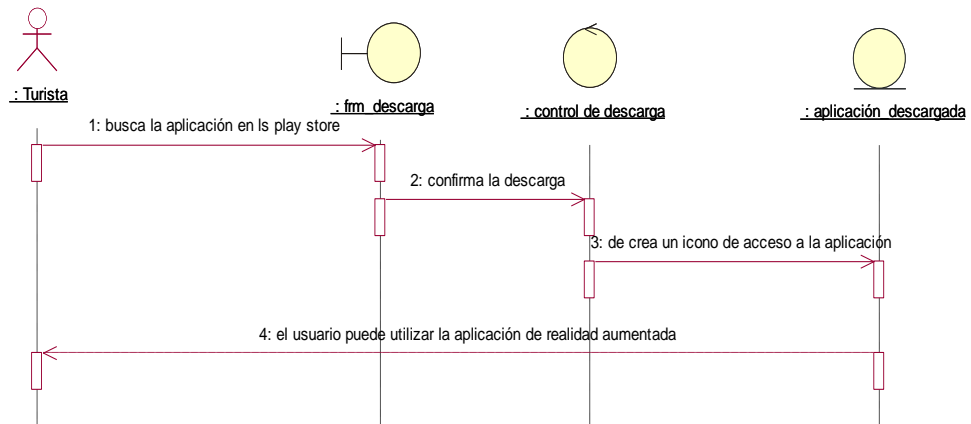 : Turista
: frm_descarga
: control de descarga
: aplicación_descargada
1: busca la aplicación en ls play store
2: confirma la descarga
3: de crea un icono de acceso a la aplicación
4: el usuario puede utilizar la aplicación de realidad aumentada